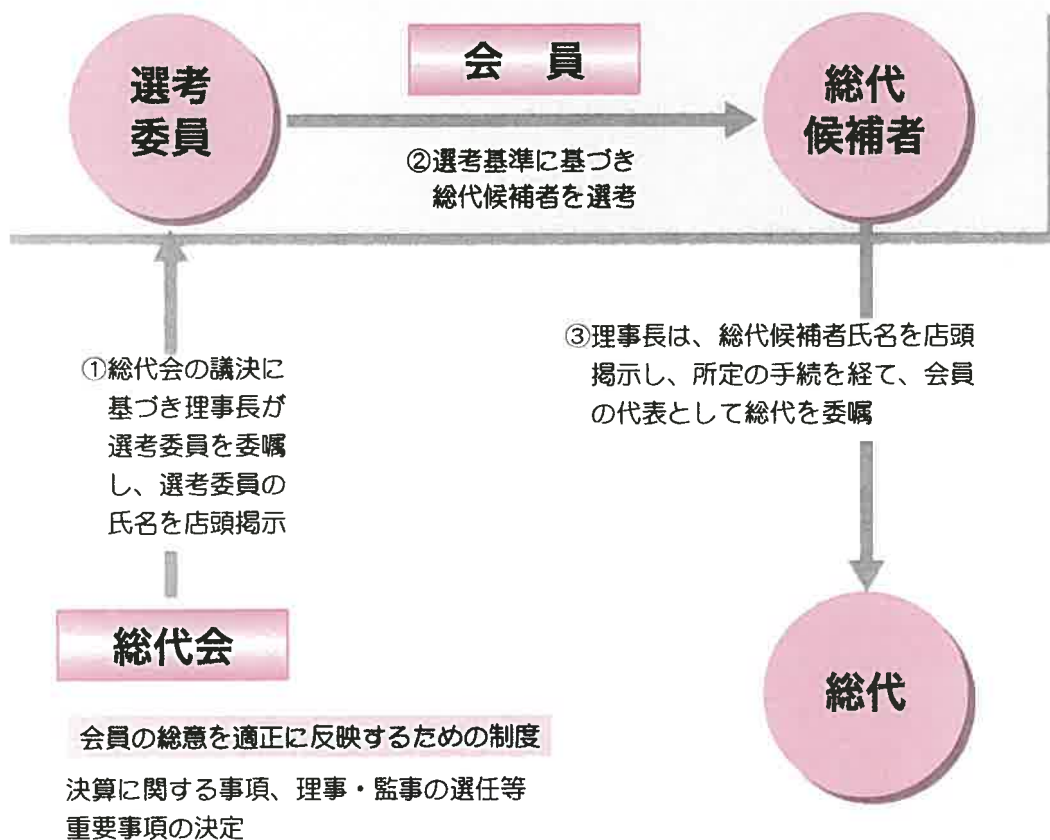 選考
委員
会 員
総代
候補者
②選考基準に基づき
総代候補者を選考
①総代会の議決に
基づき理事長が
選考委員を委嘱
し、選考委員の
氏名を店頭掲示
③理事長は、総代候補者氏名を店頭
掲示し、所定の手続を経て、会員
の代表として総代を委嘱
総代会
総代
会員の総意を適正に反映するための制度
決算に関する事項、理事・監事の選任等
重要事項の決定